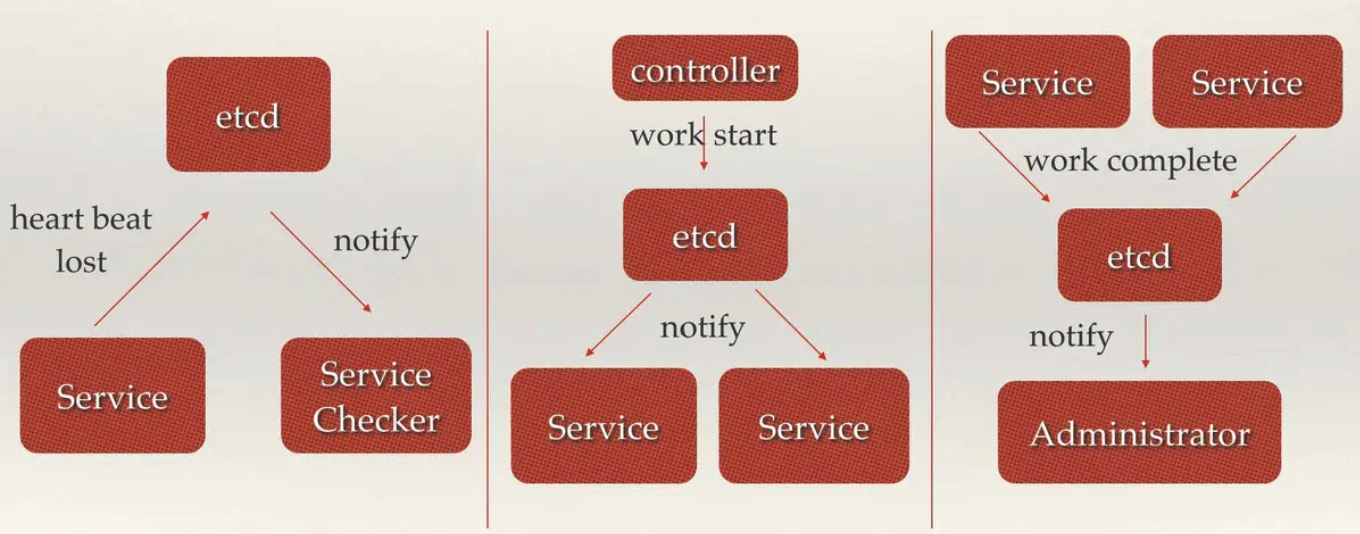 etcd
heart beat
lost
notify
Service
Service
Checker
controller
work start
etcd
notify
Service
Service
Service
Service
work complete
etcd
notify
Administrator